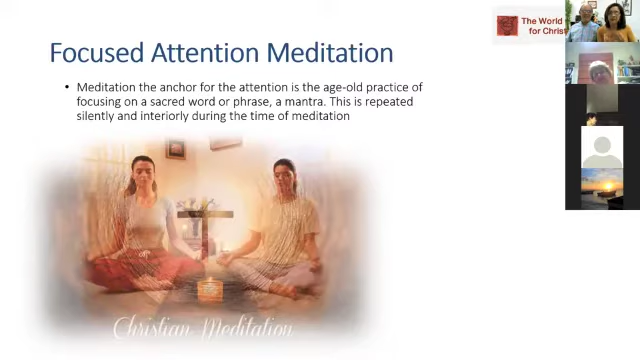 Focused Attention Meditation
• Meditation the anchor for the attention is the age-old practice of
focusing on a sacred word or phrase, a mantra. This is repeated
silently and interiorly during the time of meditation
Christian Meditation
The World
for Christ